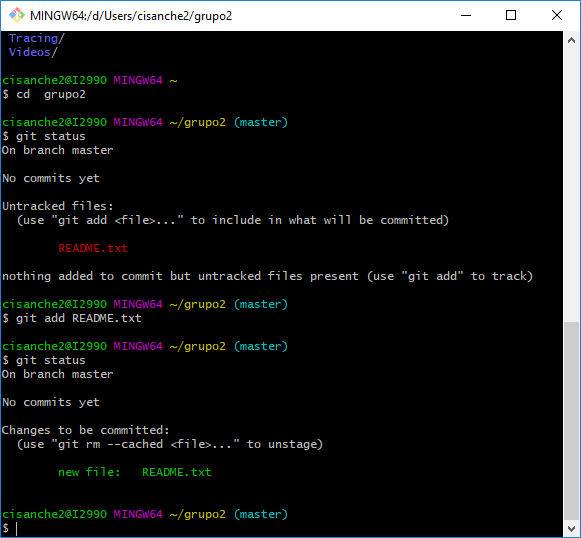 MINGW64:/d/Users/cisanche2/grupo2
Tracing/
Videos/
cisanche2@I2990 MINGW64 ~
$ cd  grupo2
cisanche2@I2990 MINGW64 ~/grupo2 (master)
$ git status
On branch master
No commits yet
Untracked files:
  (use "git add <file>..." to include in what will be committed)
        README.txt
nothing added to commit but untracked files present (use "git add" to track)
cisanche2@I2990 MINGW64 ~/grupo2 (master)
$ git add README.txt
cisanche2@I2990 MINGW64 ~/grupo2 (master)
$ git status
On branch master
No commits yet
Changes to be committed:
  (use "git rm --cached <file>..." to unstage)
        new file:   README.txt
cisanche2@I2990 MINGW64 ~/grupo2 (master)
$